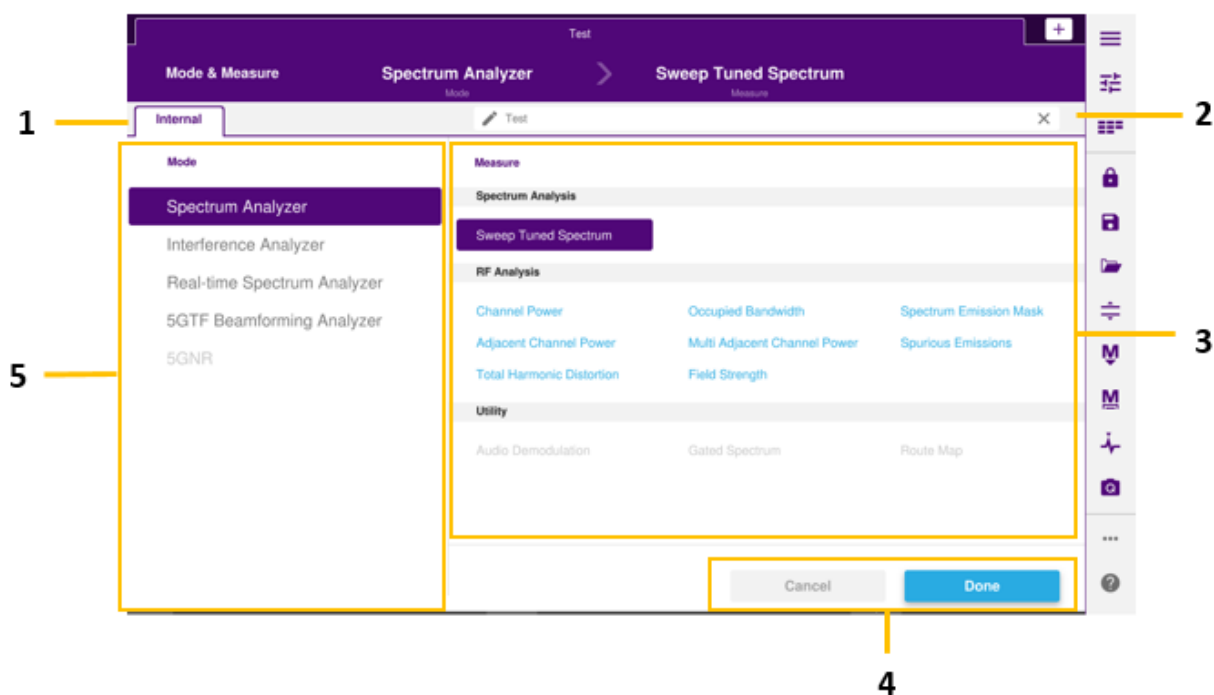 Test
+
Mode & Measure
Spectrum Analyzer
Mode
Sweep Tuned Spectrum
Measure
1
Internal
Test
2
Mode
Spectrum Analyzer
Interference Analyzer
Real-time Spectrum Analyzer
5GTF Beamforming Analyzer
5GNR
5
Measure
Spectrum Analysis
Sweep Tuned Spectrum
RF Analysis
Channel Power Occupied Bandwidth Spectrum Emission Mask
Adjacent Channel Power Multi Adjacent Channel Power Spurious Emissions
Total Harmonic Distortion Field Strength
Utility
Audio Demodulation Gated Spectrum Route Map
3
Cancel Done
4
M
M
?